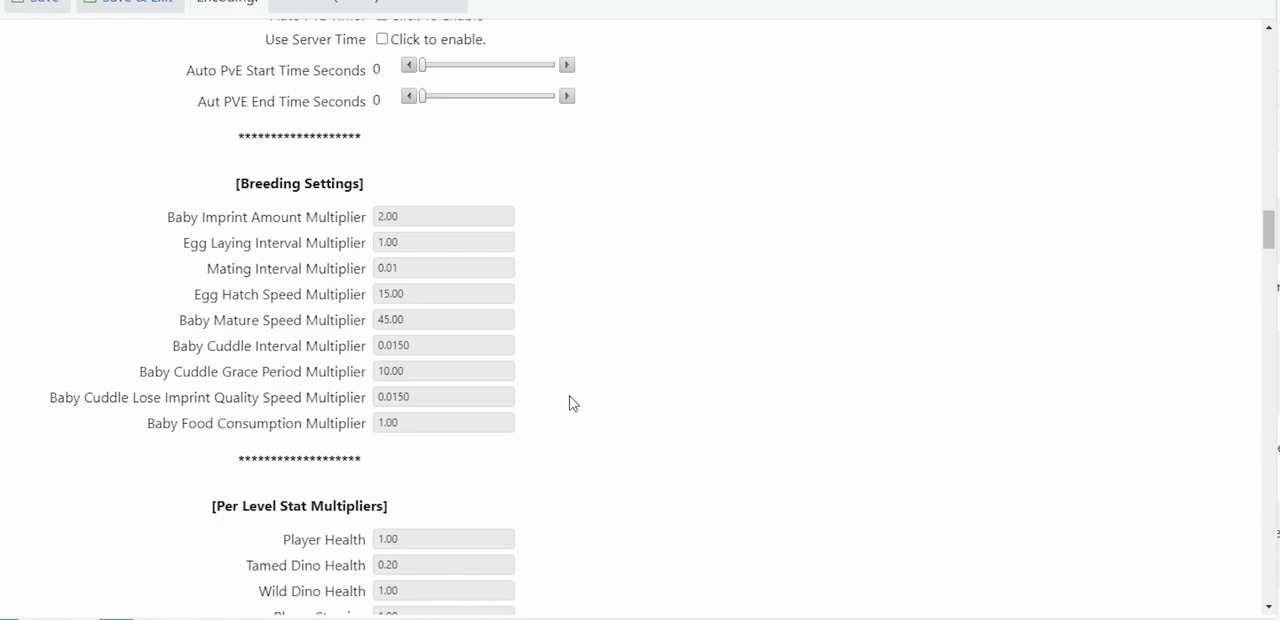 Use Server Time Click to enable.
Auto PvE Start Time Seconds 0
Aut PVE End Time Seconds 0
*******************
[Breeding Settings]
Baby Imprint Amount Multiplier 2.00
Egg Laying Interval Multiplier 1.00
Mating Interval Multiplier 0.01
Egg Hatch Speed Multiplier 15.00
Baby Mature Speed Multiplier 45.00
Baby Cuddle Interval Multiplier 0.0150
Baby Cuddle Grace Period Multiplier 10.00
Baby Cuddle Lose Imprint Quality Speed Multiplier 0.0150
Baby Food Consumption Multiplier 1.00
*******************
[Per Level Stat Multipliers]
Player Health 1.00
Tamed Dino Health 0.20
Wild Dino Health 1.00